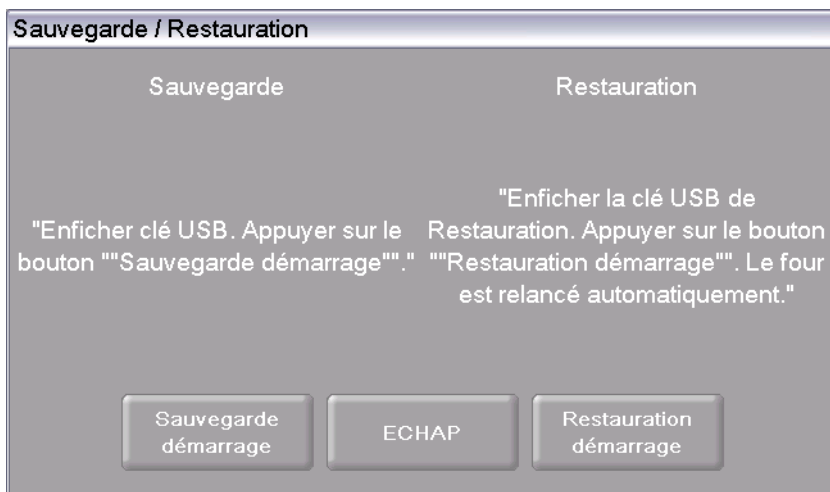 Sauvegarde / Restauration
Sauvegarde
"Enficher clé USB. Appuyer sur le
bouton ""Sauvegarde démarrage""."
Restauration
"Enficher la clé USB de
Restauration. Appuyer sur le bouton
""Restauration démarrage"". Le four
est relancé automatiquement."
Sauvegarde
démarrage
ECHAP
Restauration
démarrage